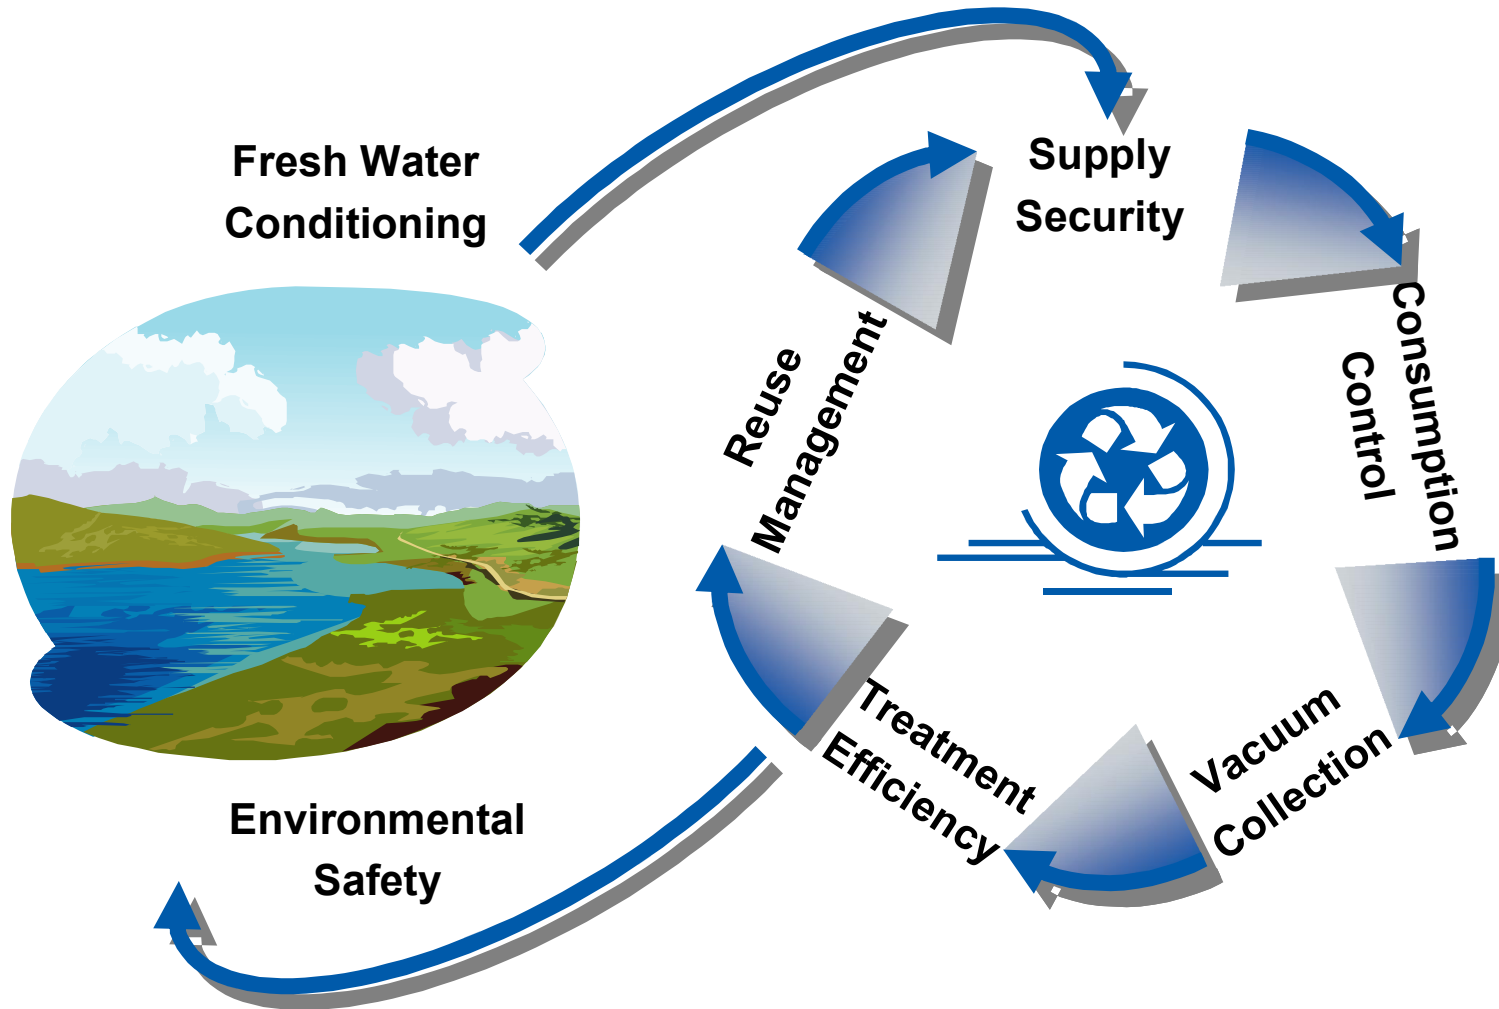 Fresh Water
Conditioning
Supply
Security
Consumption
Control
Vacuum
Collection
Treatment
Efficiency
Reuse
Management
Environmental
Safety